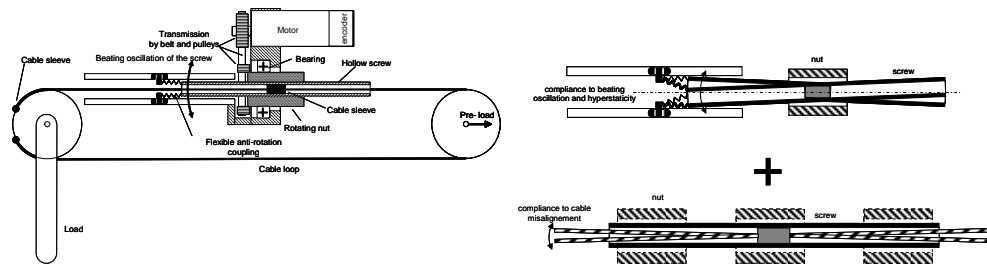 Transmission
by belt and pulleys
Motor
encoder
Beating oscillation of the screw
Bearing
Cable sleeve
Hollow screw
Cable sleeve
Pre- load
Rotating nut
Flexible anti-rotation
coupling
Cable loop
Load
nut
screw
compliance to beating
oscillation and hyperstaticity
+
nut
compliance to cable
misalignement
screw